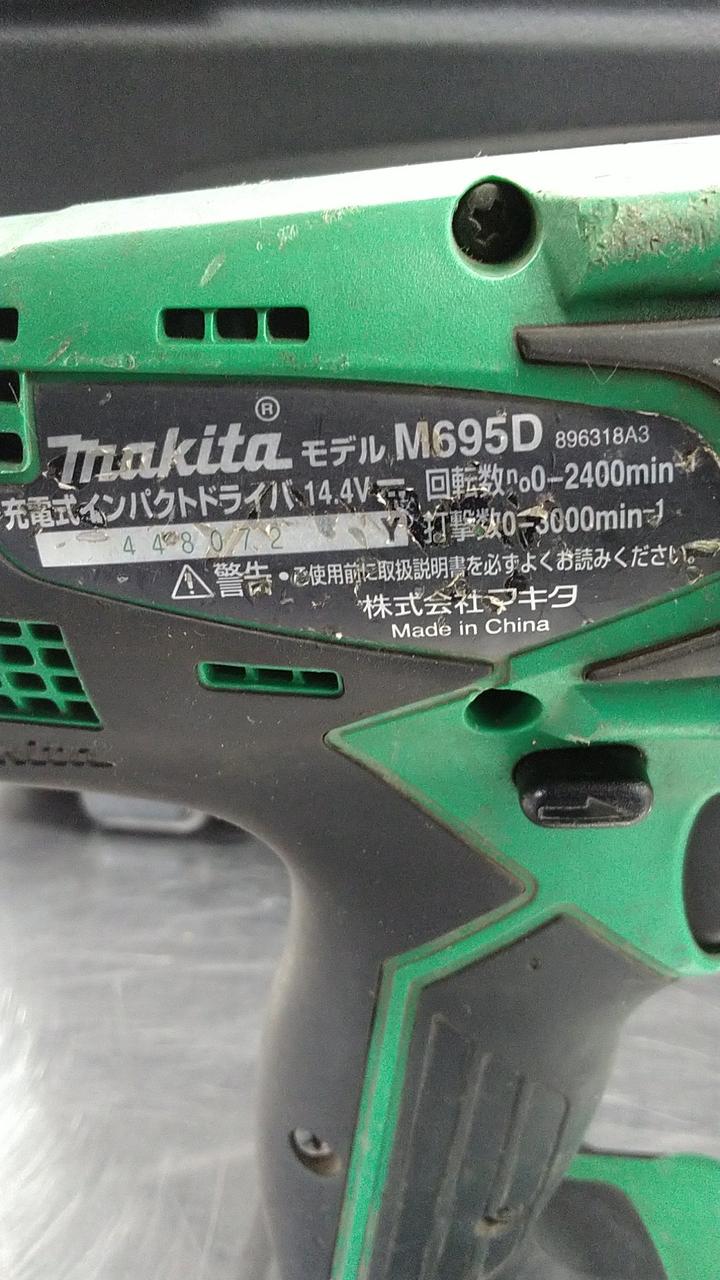 makita® モデル M695D 896318A3
充電式インパクトドライバ 14.4V⎓ 回転数n₀0-2400min⁻¹
448072 Y 打撃数0-3000min⁻¹
⚠警告 •ご使用前に取扱説明書を必ずよくお読みください。
株式会社マキタ
Made in China
makita